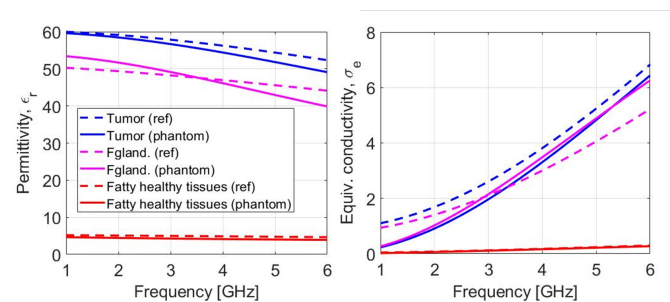 60
50
40
30
20
10
0
Permittivity, ϵr
Tumor (ref)
Tumor (phantom)
Fgland. (ref)
Fgland. (phantom)
Fatty healthy tissues (ref)
Fatty healthy tissues (phantom)
1 2 3 4 5 6
Frequency [GHz]
8
6
4
2
0
Equiv. conductivity, σe
1 2 3 4 5 6
Frequency [GHz]